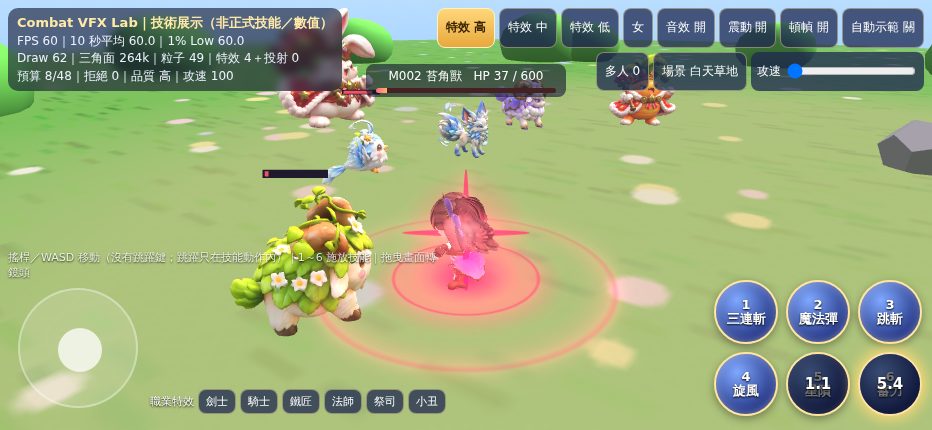 Combat VFX Lab｜技術展示（非正式技能／數值）
FPS 60｜10 秒平均 60.0｜1% Low 60.0
Draw 62｜三角面 264k｜粒子 49｜特效 4＋投射 0
預算 8/48｜拒絕 0｜品質 高｜攻速 100
特效 高
特效 中
特效 低
女
音效 開
震動 開
頓幀 開
自動示範 關
多人 0
場景 白天草地
攻速
M002 苔角獸 HP 37 / 600
搖桿／WASD 移動（沒有跳躍鍵；跳躍只在技能動作內）｜1～6 施放技能｜拖曳畫面轉
鏡頭
1
三連斬
2
魔法彈
3
跳斬
4
旋風
5
1.1
6
5.4
職業特效
劍士
騎士
鐵匠
法師
祭司
小丑